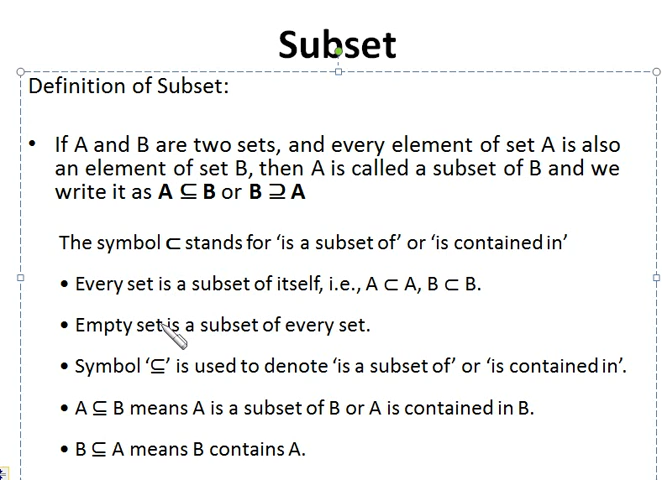 Subset
Definition of Subset:
• If A and B are two sets, and every element of set A is also
an element of set B, then A is called a subset of B and we
write it as A ⊆ B or B ⊇ A
The symbol ⊂ stands for ‘is a subset of’ or ‘is contained in’
• Every set is a subset of itself, i.e., A ⊂ A, B ⊂ B.
• Empty set is a subset of every set.
• Symbol ‘⊆’ is used to denote ‘is a subset of’ or ‘is contained in’.
• A ⊆ B means A is a subset of B or A is contained in B.
• B ⊆ A means B contains A.